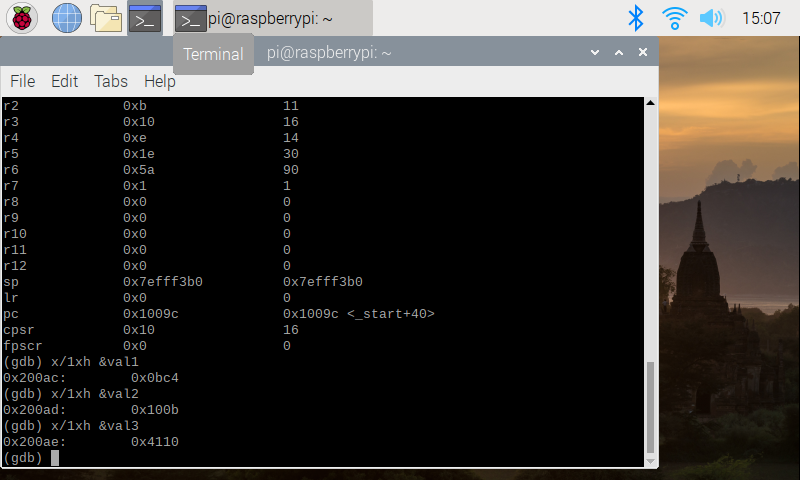 pi@raspberrypi: ~ 15:07
Terminal pi@raspberrypi: ~
File Edit Tabs Help
r2 0xb 11
r3 0x10 16
r4 0xe 14
r5 0x1e 30
r6 0x5a 90
r7 0x1 1
r8 0x0 0
r9 0x0 0
r10 0x0 0
r11 0x0 0
r12 0x0 0
sp 0x7efff3b0 0x7efff3b0
lr 0x0 0
pc 0x1009c 0x1009c <_start+40>
cpsr 0x10 16
fpscr 0x0 0
(gdb) x/1xh &val1
0x200ac: 0x0bc4
(gdb) x/1xh &val2
0x200ad: 0x100b
(gdb) x/1xh &val3
0x200ae: 0x4110
(gdb)